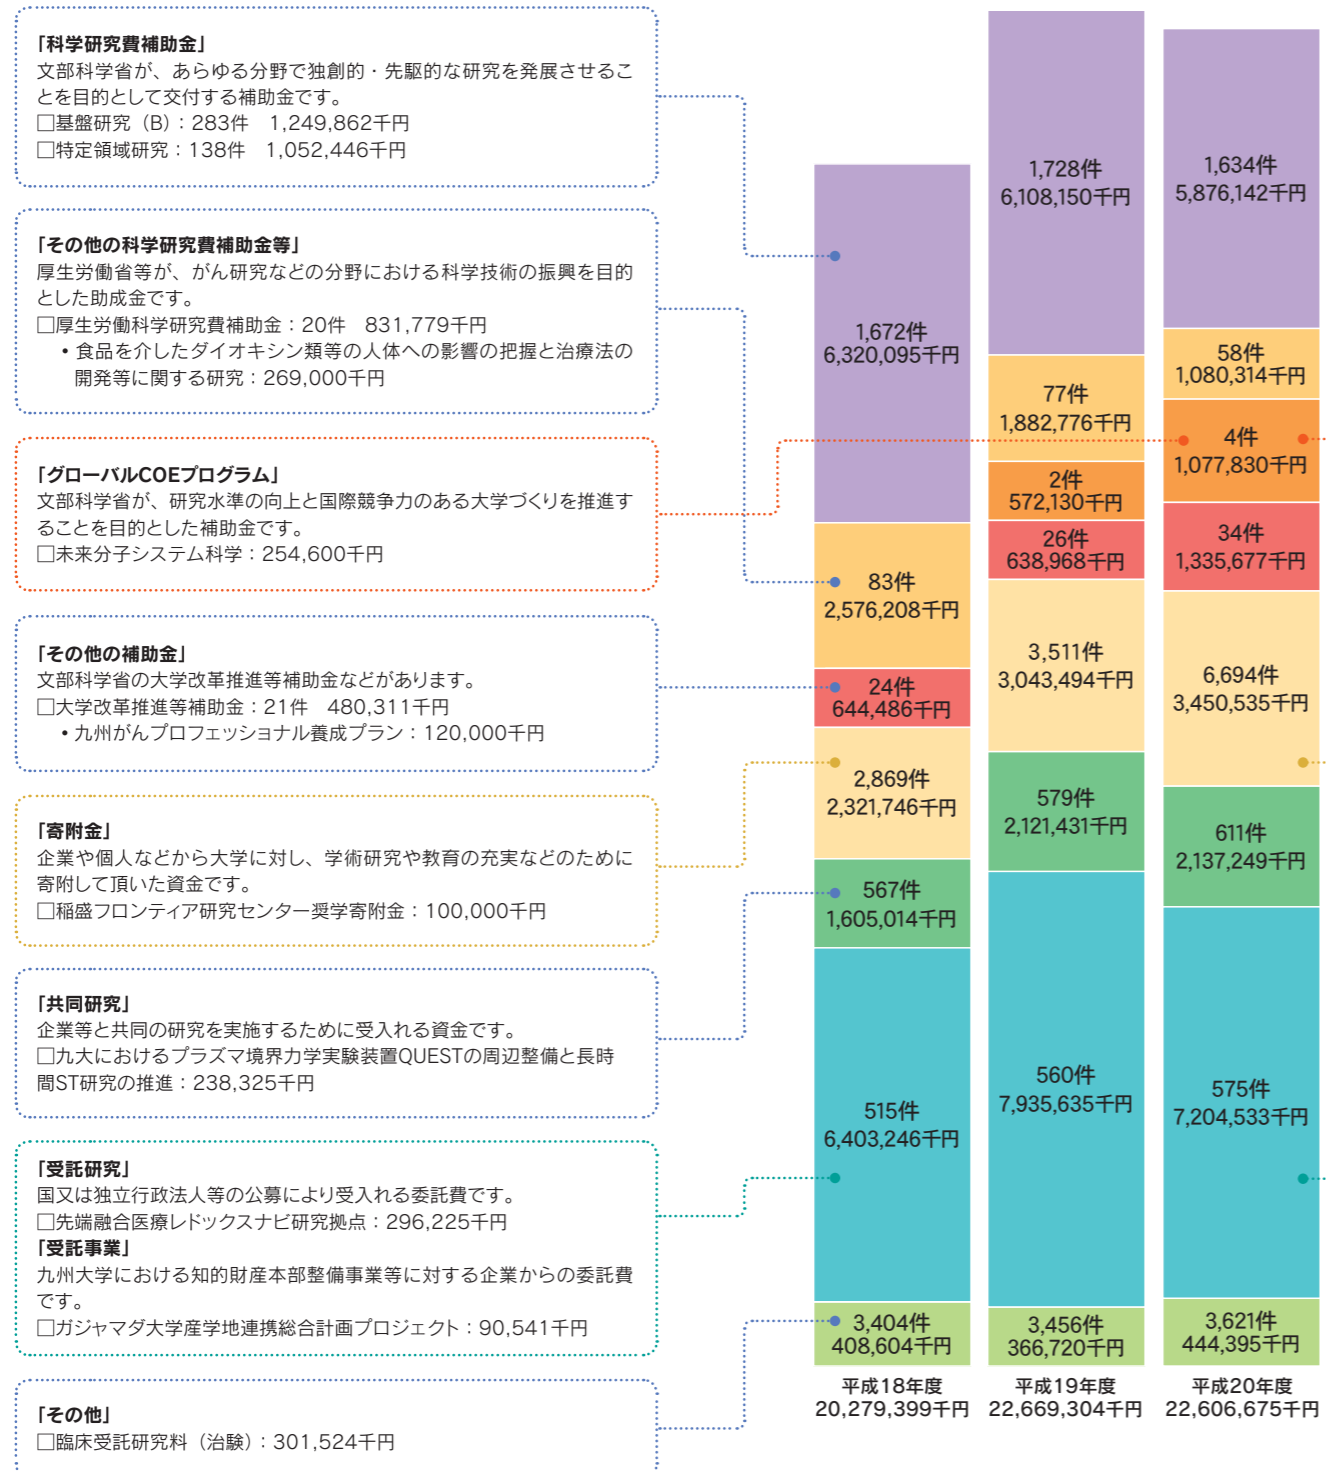 「科学研究費補助金」
文部科学省が、あらゆる分野で独創的・先駆的な研究を発展させるこ
とを目的として交付する補助金です。
□基盤研究（B）：283件　1,249,862千円
□特定領域研究：138件　1,052,446千円
「その他の科学研究費補助金等」
厚生労働省等が、がん研究などの分野における科学技術の振興を目的
とした助成金です。
□厚生労働科学研究費補助金：20件　831,779千円
・食品を介したダイオキシン類等の人体への影響の把握と治療法の
開発等に関する研究：269,000千円
「グローバルCOEプログラム」
文部科学省が、研究水準の向上と国際競争力のある大学づくりを推進す
ることを目的とした補助金です。
□未来分子システム科学：254,600千円
「その他の補助金」
文部科学省の大学改革推進等補助金などがあります。
□大学改革推進等補助金：21件　480,311千円
・九州がんプロフェッショナル養成プラン：120,000千円
「寄附金」
企業や個人などから大学に対し、学術研究や教育の充実などのために
寄附して頂いた資金です。
□稲盛フロンティア研究センター奨学寄附金：100,000千円
「共同研究」
企業等と共同の研究を実施するために受入れる資金です。
□九大におけるプラズマ境界力学実験装置QUESTの周辺整備と長時
間ST研究の推進：238,325千円
「受託研究」
国又は独立行政法人等の公募により受入れる委託費です。
□先端融合医療レドックスナビ研究拠点：296,225千円
「受託事業」
九州大学における知的財産本部整備事業等に対する企業からの委託費
です。
□ガジャマダ大学産学地連携総合計画プロジェクト：90,541千円
「その他」
□臨床受託研究料（治験）：301,524千円
1,672件
6,320,095千円
83件
2,576,208千円
24件
644,486千円
2,869件
2,321,746千円
567件
1,605,014千円
515件
6,403,246千円
3,404件
408,604千円
平成18年度
20,279,399千円
1,728件
6,108,150千円
77件
1,882,776千円
2件
572,130千円
26件
638,968千円
3,511件
3,043,494千円
579件
2,121,431千円
560件
7,935,635千円
3,456件
366,720千円
平成19年度
22,669,304千円
1,634件
5,876,142千円
58件
1,080,314千円
4件
1,077,830千円
34件
1,335,677千円
6,694件
3,450,535千円
611件
2,137,249千円
575件
7,204,533千円
3,621件
444,395千円
平成20年度
22,606,675千円